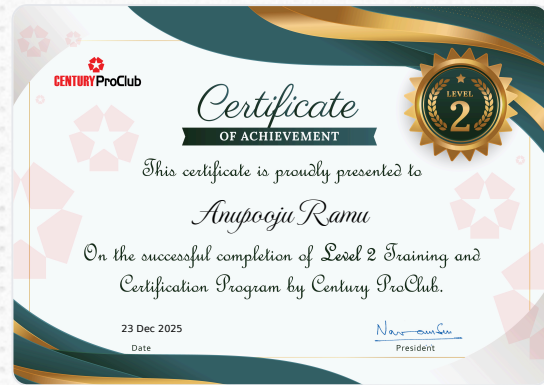 CENTURY ProClub
Certificate
OF ACHIEVEMENT
LEVEL
2
This certificate is proudly presented to
Anupooju Ramu
On the successful completion of Level 2 Training and
Certification Program by Century ProClub.
23 Dec 2025
Date
President